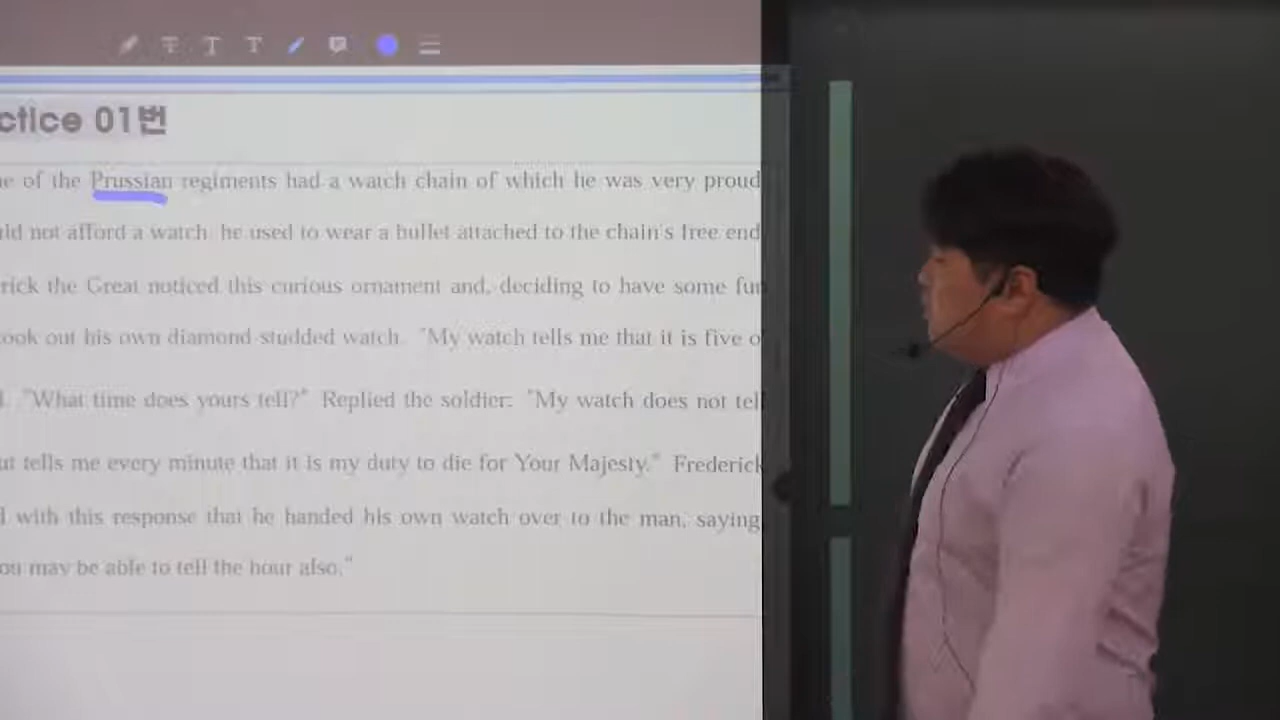 ctice 01번
ne of the Prussian regiments had a watch chain of which he was very proud
uld not afford a watch, he used to wear a bullet attached to the chain's free end
rick the Great noticed this curious ornament and, deciding to have some fun
took out his own diamond studded watch. "My watch tells me that it is five o
d. "What time does yours tell?" Replied the soldier: "My watch does not tell
ut tells me every minute that it is my duty to die for Your Majesty." Frederick
d with this response that he handed his own watch over to the man, saying
ou may be able to tell the hour also."